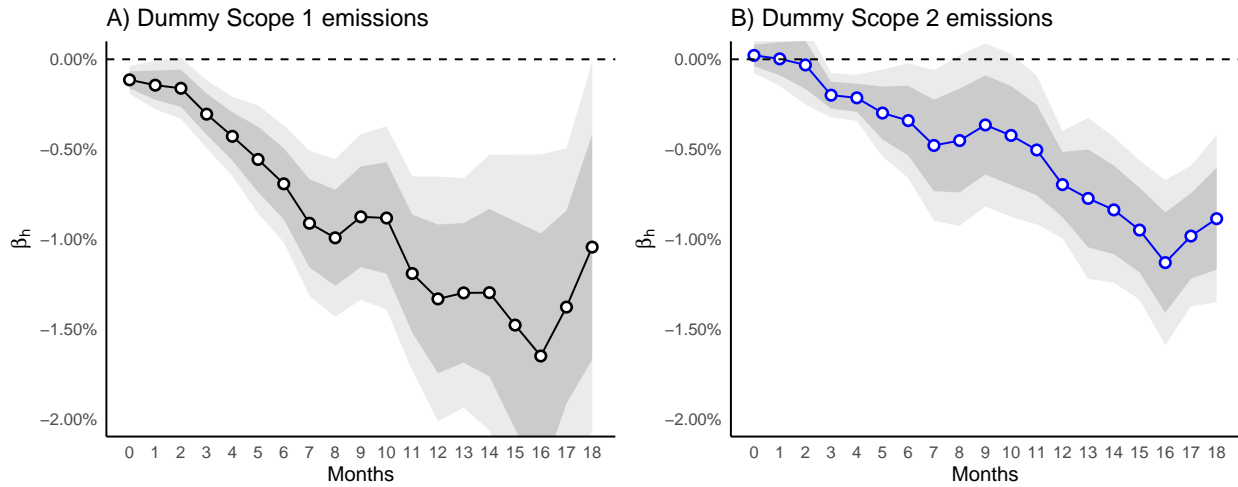 A) Dummy Scope 1 emissions
0.00%
−0.50%
−1.00%
−1.50%
−2.00%
βh
0 1 2 3 4 5 6 7 8 9 10 11 12 13 14 15 16 17 18
Months
B) Dummy Scope 2 emissions
0.00%
−0.50%
−1.00%
−1.50%
−2.00%
βh
0 1 2 3 4 5 6 7 8 9 10 11 12 13 14 15 16 17 18
Months